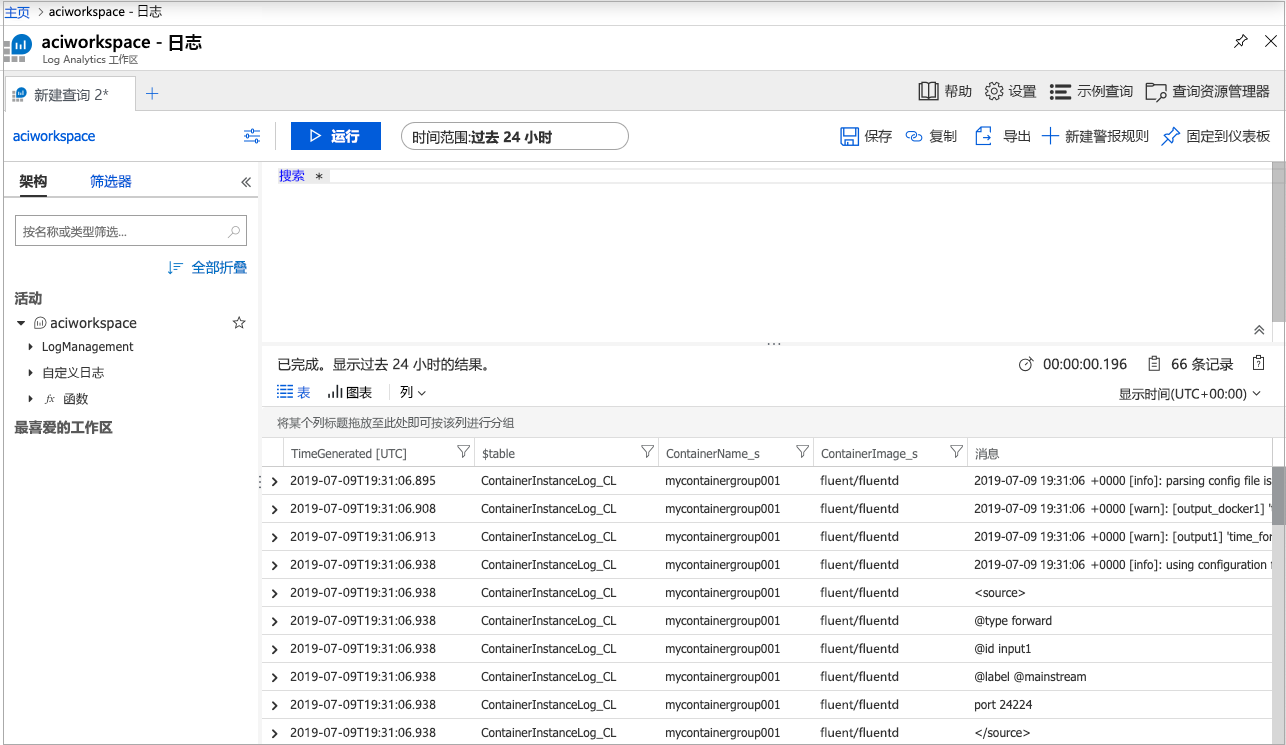 主页 > aciworkspace - 日志
aciworkspace - 日志
Log Analytics 工作区
新建查询 2*
帮助 设置 示例查询 查询资源管理器
aciworkspace 运行 时间范围:过去 24 小时 保存 复制 导出 新建警报规则 固定到仪表板
架构 筛选器
搜索 *
按名称或类型筛选...
全部折叠
活动
aciworkspace
LogManagement
自定义日志
fx 函数
最喜爱的工作区
已完成。显示过去 24 小时的结果。 00:00:00.196 66 条记录
表 图表 列 显示时间(UTC+00:00)
将某个列标题拖放至此处即可按该列进行分组
TimeGenerated [UTC] $table ContainerName_s ContainerImage_s 消息
2019-07-09T19:31:06.895 ContainerInstanceLog_CL mycontainergroup001 fluent/fluentd 2019-07-09 19:31:06 +0000 [info]: parsing config file is
2019-07-09T19:31:06.908 ContainerInstanceLog_CL mycontainergroup001 fluent/fluentd 2019-07-09 19:31:06 +0000 [warn]: [output_docker1] '
2019-07-09T19:31:06.913 ContainerInstanceLog_CL mycontainergroup001 fluent/fluentd 2019-07-09 19:31:06 +0000 [warn]: [output1] 'time_for
2019-07-09T19:31:06.938 ContainerInstanceLog_CL mycontainergroup001 fluent/fluentd 2019-07-09 19:31:06 +0000 [info]: using configuration
2019-07-09T19:31:06.938 ContainerInstanceLog_CL mycontainergroup001 fluent/fluentd <source>
2019-07-09T19:31:06.938 ContainerInstanceLog_CL mycontainergroup001 fluent/fluentd @type forward
2019-07-09T19:31:06.938 ContainerInstanceLog_CL mycontainergroup001 fluent/fluentd @id input1
2019-07-09T19:31:06.938 ContainerInstanceLog_CL mycontainergroup001 fluent/fluentd @label @mainstream
2019-07-09T19:31:06.938 ContainerInstanceLog_CL mycontainergroup001 fluent/fluentd port 24224
2019-07-09T19:31:06.938 ContainerInstanceLog_CL mycontainergroup001 fluent/fluentd </source>